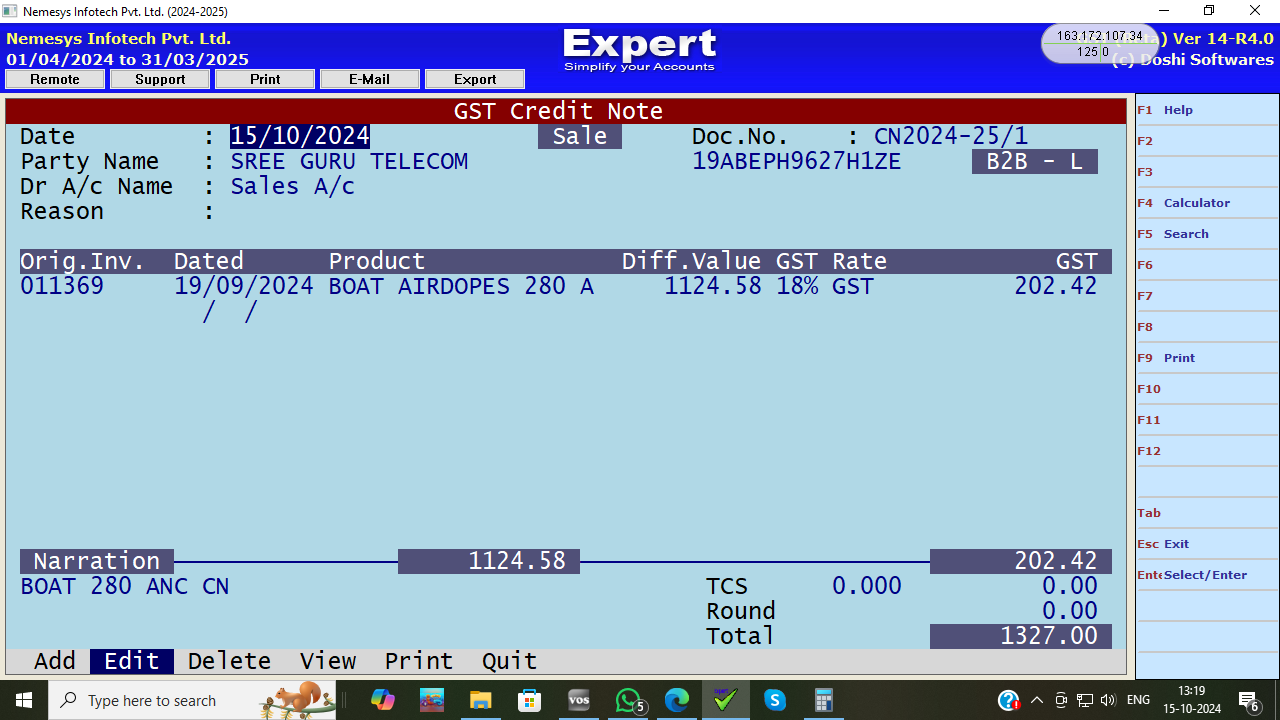 Nemesys Infotech Pvt. Ltd. (2024-2025)
Nemesys Infotech Pvt. Ltd.
01/04/2024 to 31/03/2025
Expert
Simplify your Accounts
163.172.107.34
125 0
Ver 14-R4.0
(c) Doshi Softwares
Remote Support Print E-Mail Export
GST Credit Note
Date : 15/10/2024 Sale Doc.No. : CN2024-25/1
Party Name : SREE GURU TELECOM 19ABEPH9627H1ZE B2B - L
Dr A/c Name : Sales A/c
Reason :
Orig.Inv. Dated Product Diff.Value GST Rate GST
011369 19/09/2024 BOAT AIRDOPES 280 A 1124.58 18% GST 202.42
/ /
Narration 1124.58 202.42
BOAT 280 ANC CN TCS 0.000 0.00
Round 0.00
Total 1327.00
Add Edit Delete View Print Quit
F1 Help
F2
F3
F4 Calculator
F5 Search
F6
F7
F8
F9 Print
F10
F11
F12
Tab
Esc Exit
Ente Select/Enter
Type here to search
vos
5
expert
ENG
13:19
15-10-2024
6